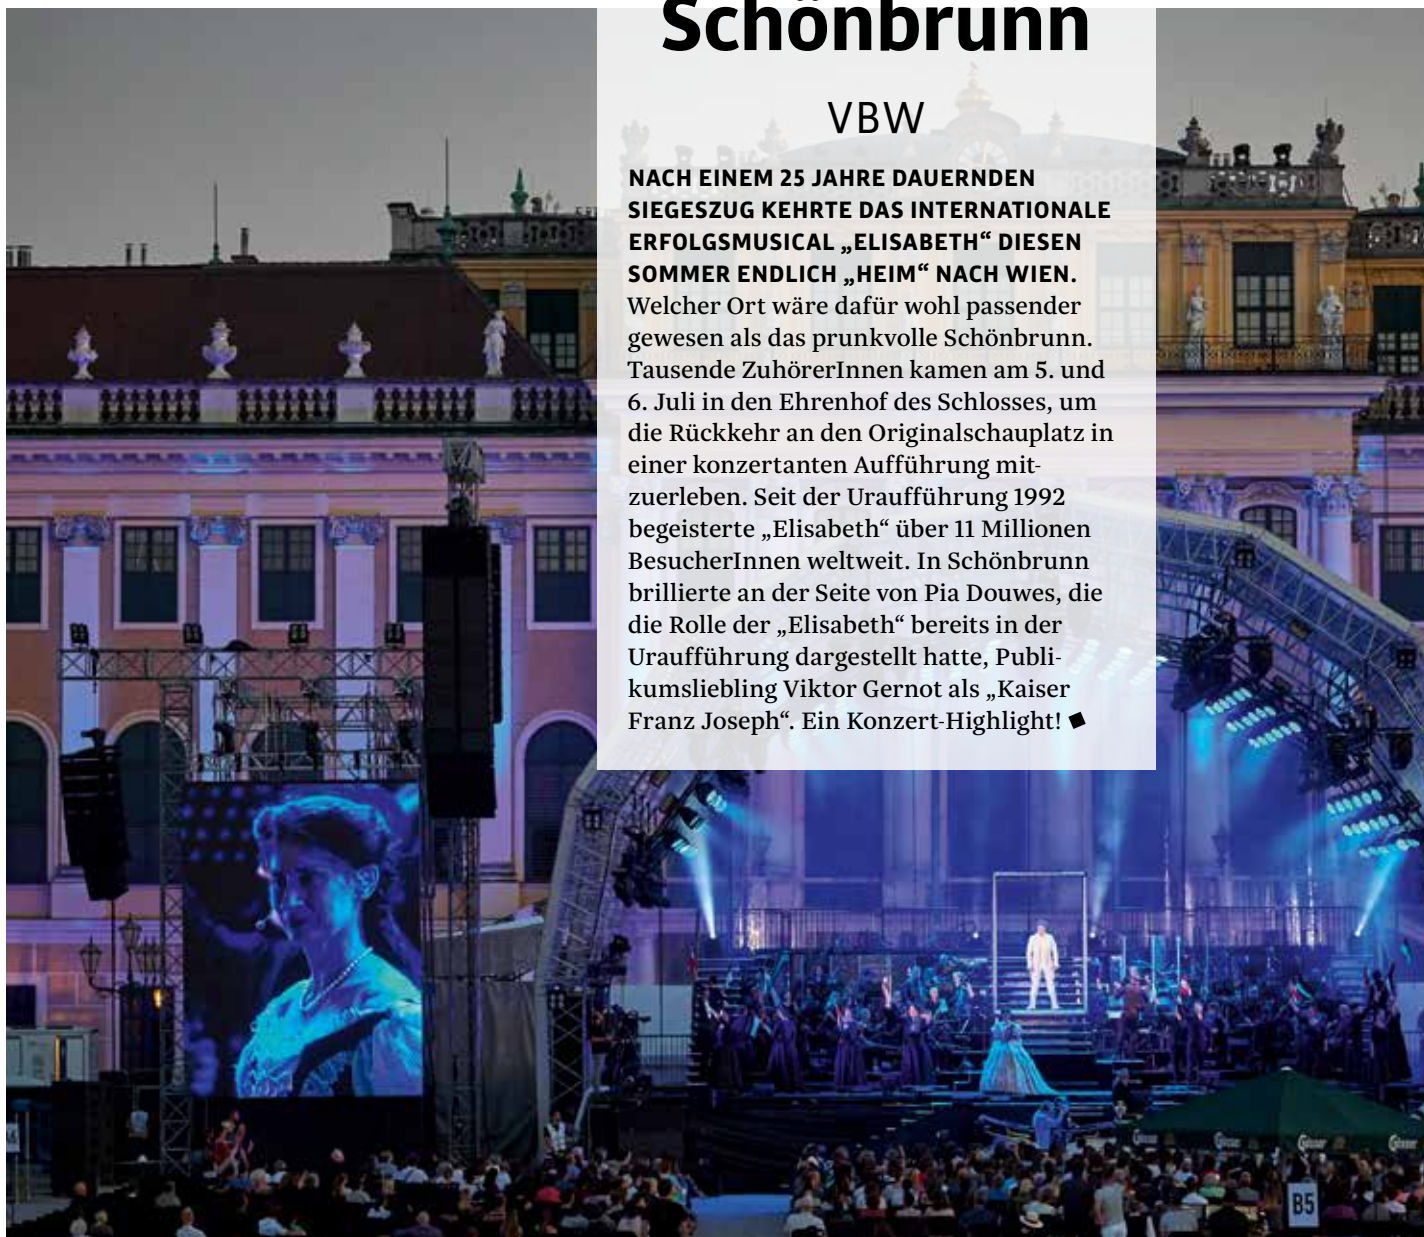 Schönbrunn
VBW
NACH EINEM 25 JAHRE DAUERNDEN
SIEGESZUG KEHRTE DAS INTERNATIONALE
ERFOLGSMUSICAL „ELISABETH“ DIESEN
SOMMER ENDLICH „HEIM“ NACH WIEN.
Welcher Ort wäre dafür wohl passender
gewesen als das prunkvolle Schönbrunn.
Tausende ZuhörerInnen kamen am 5. und
6. Juli in den Ehrenhof des Schlosses, um
die Rückkehr an den Originalschauplatz in
einer konzertanten Aufführung mit-
zuerleben. Seit der Uraufführung 1992
begeisterte „Elisabeth“ über 11 Millionen
BesucherInnen weltweit. In Schönbrunn
brillierte an der Seite von Pia Douwes, die
die Rolle der „Elisabeth“ bereits in der
Uraufführung dargestellt hatte, Publi-
kumsliebling Viktor Gernot als „Kaiser
Franz Joseph“. Ein Konzert-Highlight!
B5